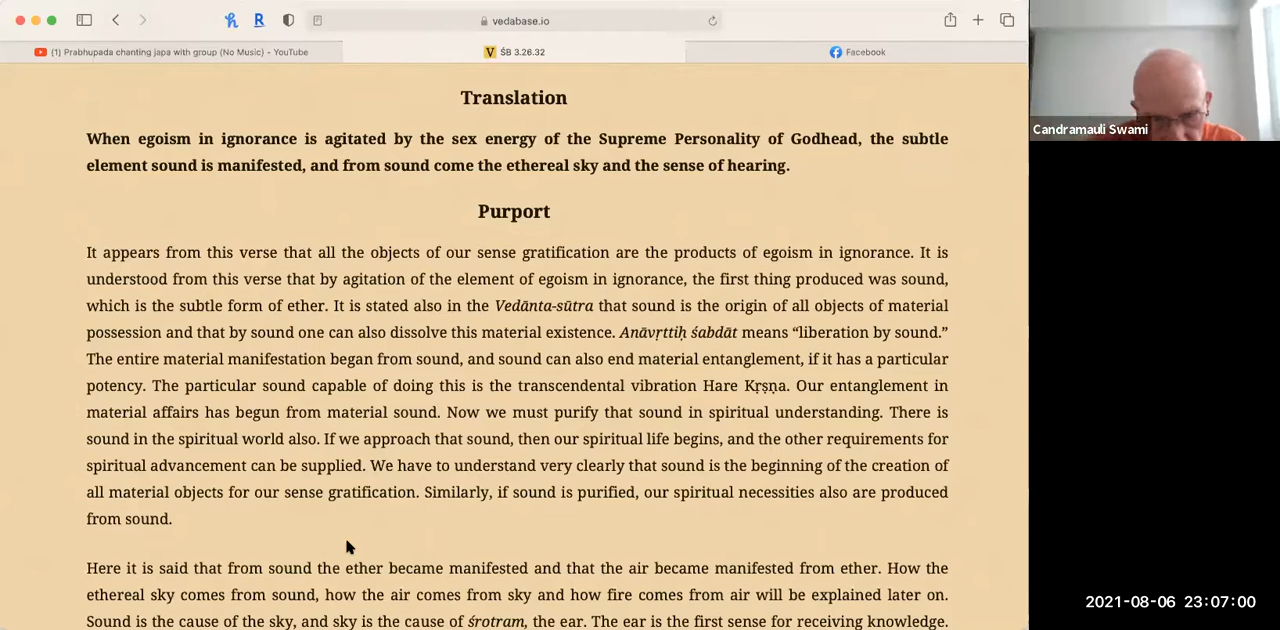 vedabase.io
(1) Prabhupada chanting japa with group (No Music) - YouTube
ŚB 3.26.32
Facebook
Translation
When egoism in ignorance is agitated by the sex energy of the Supreme Personality of Godhead, the subtle
element sound is manifested, and from sound come the ethereal sky and the sense of hearing.
Purport
It appears from this verse that all the objects of our sense gratification are the products of egoism in ignorance. It is
understood from this verse that by agitation of the element of egoism in ignorance, the first thing produced was sound,
which is the subtle form of ether. It is stated also in the Vedānta-sūtra that sound is the origin of all objects of material
possession and that by sound one can also dissolve this material existence. Anāvṛttiḥ śabdāt means “liberation by sound.”
The entire material manifestation began from sound, and sound can also end material entanglement, if it has a particular
potency. The particular sound capable of doing this is the transcendental vibration Hare Kṛṣṇa. Our entanglement in
material affairs has begun from material sound. Now we must purify that sound in spiritual understanding. There is
sound in the spiritual world also. If we approach that sound, then our spiritual life begins, and the other requirements for
spiritual advancement can be supplied. We have to understand very clearly that sound is the beginning of the creation of
all material objects for our sense gratification. Similarly, if sound is purified, our spiritual necessities also are produced
from sound.
Here it is said that from sound the ether became manifested and that the air became manifested from ether. How the
ethereal sky comes from sound, how the air comes from sky and how fire comes from air will be explained later on.
Sound is the cause of the sky, and sky is the cause of śrotram, the ear. The ear is the first sense for receiving knowledge.
Candramauli Swami
2021-08-06 23:07:00